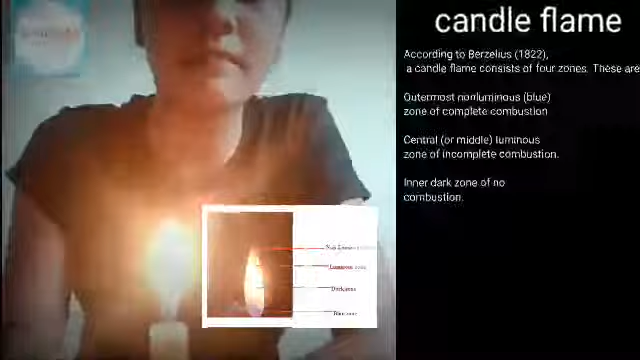 candle flame
According to Berzelius (1822),
a candle flame consists of four zones. These are
Outermost nonluminous (blue)
zone of complete combustion
Central (or middle) luminous
zone of incomplete combustion.
Inner dark zone of no
combustion.
Luminous zone
Dark zone
Blue zone